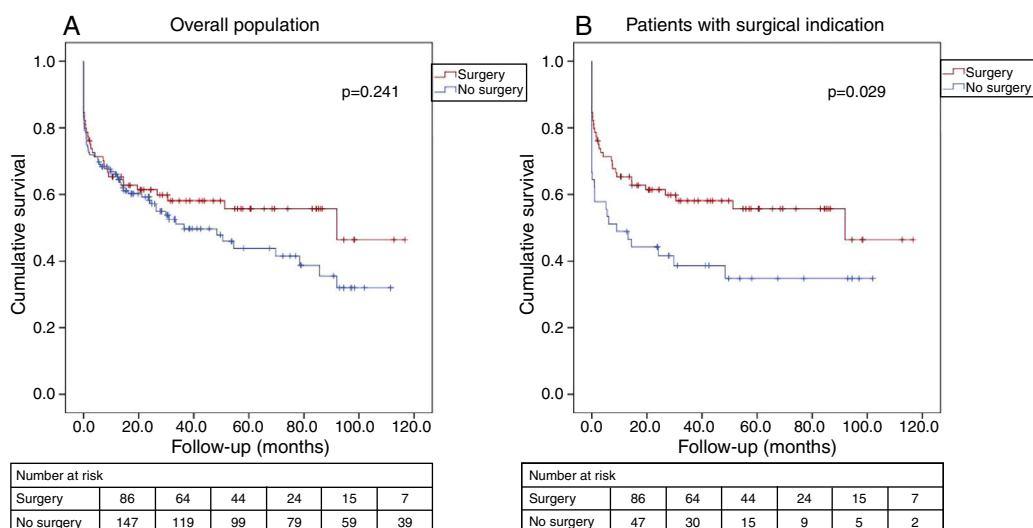 A Overall population
p=0.241
Surgery
No surgery
Cumulative survival
1.0
0.8
0.6
0.4
0.2
0.0
0.0 20.0 40.0 60.0 80.0 100.0 120.0
Follow-up (months)
Number at risk
Surgery 86 64 44 24 15 7
No surgery 147 119 99 79 59 39
B Patients with surgical indication
p=0.029
Surgery
No surgery
Cumulative survival
1.0
0.8
0.6
0.4
0.2
0.0
0.0 20.0 40.0 60.0 80.0 100.0 120.0
Follow-up (months)
Number at risk
Surgery 86 64 44 24 15 7
No surgery 47 30 15 9 5 2